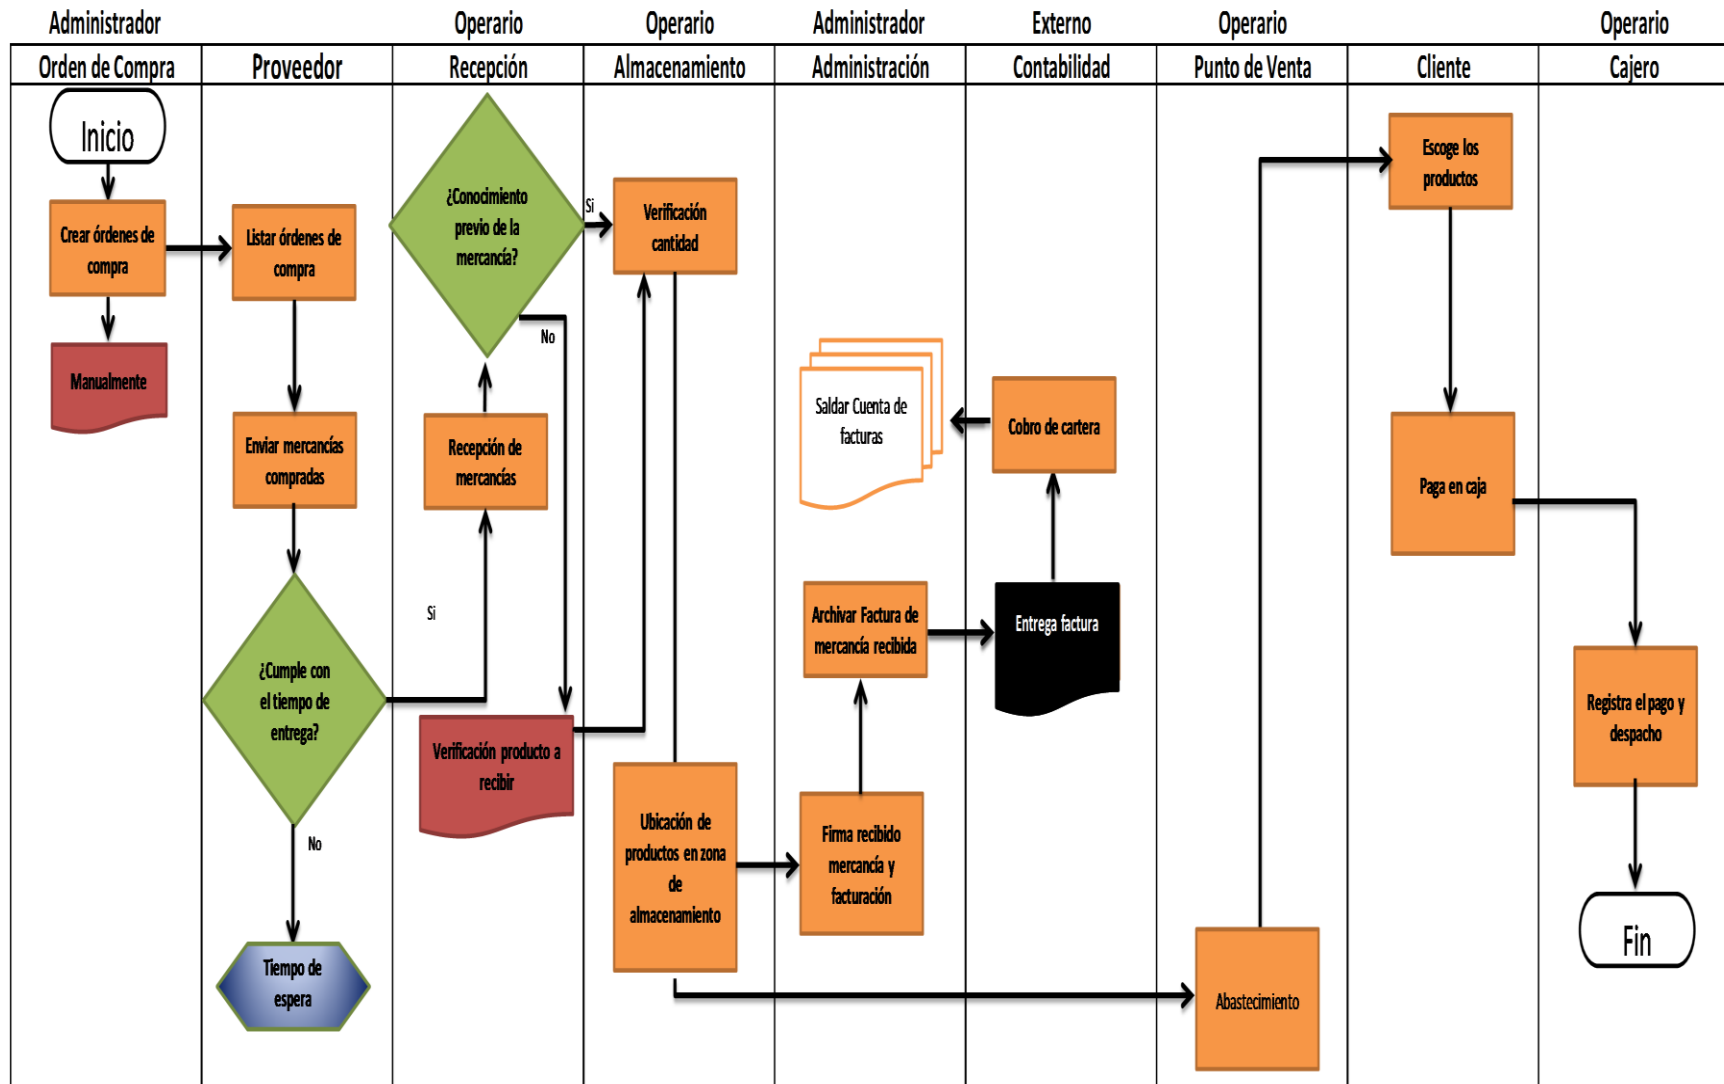 Administrador
Operario
Operario
Administrador
Externo
Operario
Operario
Orden de Compra
Proveedor
Recepción
Almacenamiento
Administración
Contabilidad
Punto de Venta
Cliente
Cajero
Inicio
Crear órdenes de
compra
Manualmente
Listar órdenes de
compra
Enviar mercancías
compradas
¿Cumple con
el tiempo de
entrega?
Si
No
Tiempo de
espera
¿Conocimiento
previo de la
mercancía?
Si
No
Recepción de
mercancías
Verificación producto a
recibir
Verificación
cantidad
Ubicación de
productos en zona
de
almacenamiento
Saldar Cuenta de
facturas
Archivar Factura de
mercancía recibida
Firma recibido
mercancía y
facturación
Cobro de cartera
Entrega factura
Abastecimiento
Escoge los
productos
Paga en caja
Registra el pago y
despacho
Fin